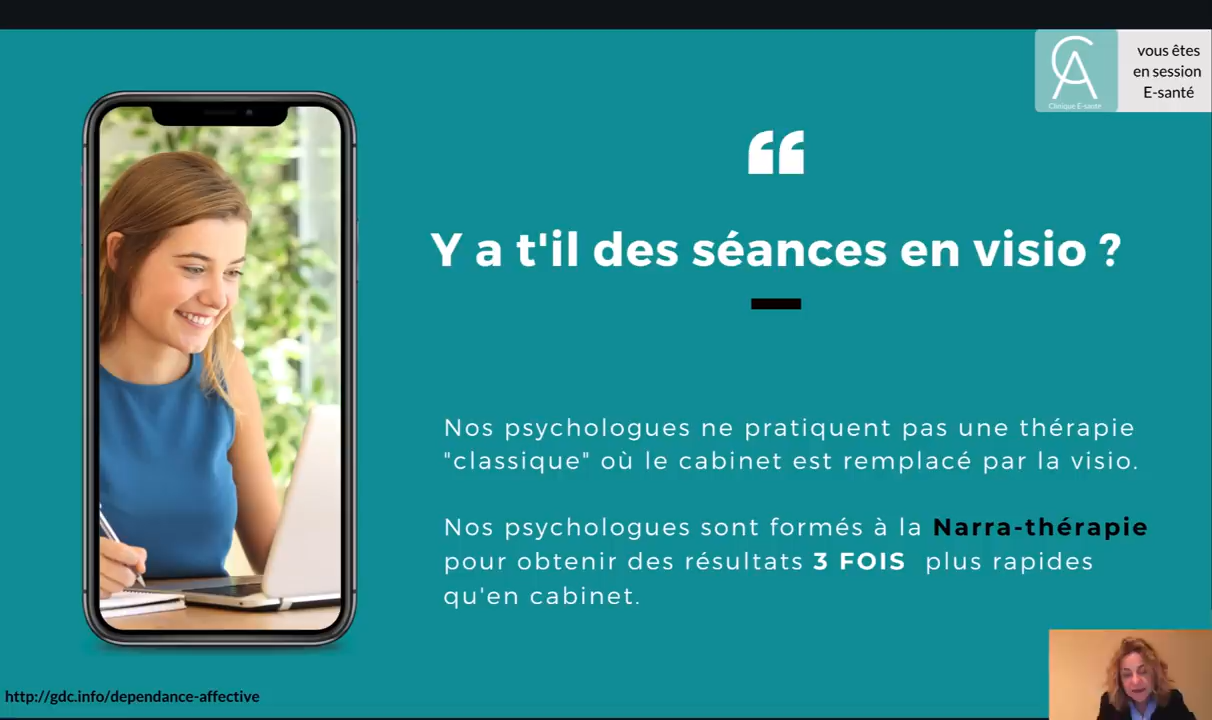 vous êtes
en session
E-santé
CA
Clinique E-santé
“
Y a t'il des séances en visio ?
Nos psychologues ne pratiquent pas une thérapie
"classique" où le cabinet est remplacé par la visio.
Nos psychologues sont formés à la Narra-thérapie
pour obtenir des résultats 3 FOIS plus rapides
qu'en cabinet.
http://gdc.info/dependance-affective